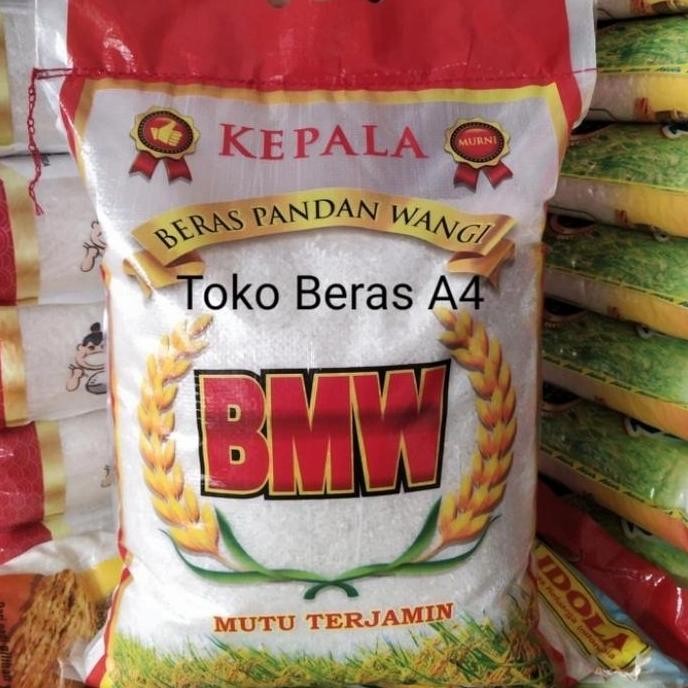 KEPALA
MURNI
BERAS PANDAN WANGI
Toko Beras A4
BMW
MUTU TERJAMIN
IDOLA